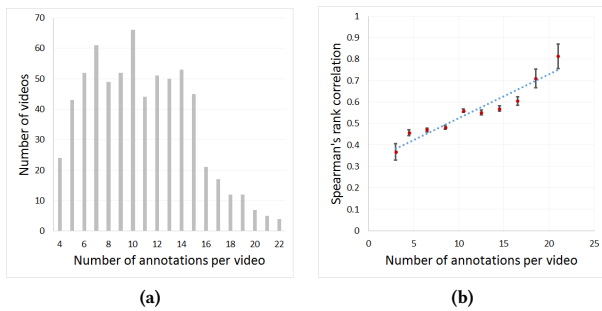 70
60
50
40
30
20
10
0
Number of videos
4 6 8 10 12 14 16 18 20 22
Number of annotations per video
(a)
1
0.9
0.8
0.7
0.6
0.5
0.4
0.3
0.2
0.1
0
Spearman's rank correlation
0 5 10 15 20 25
Number of annotations per video
(b)